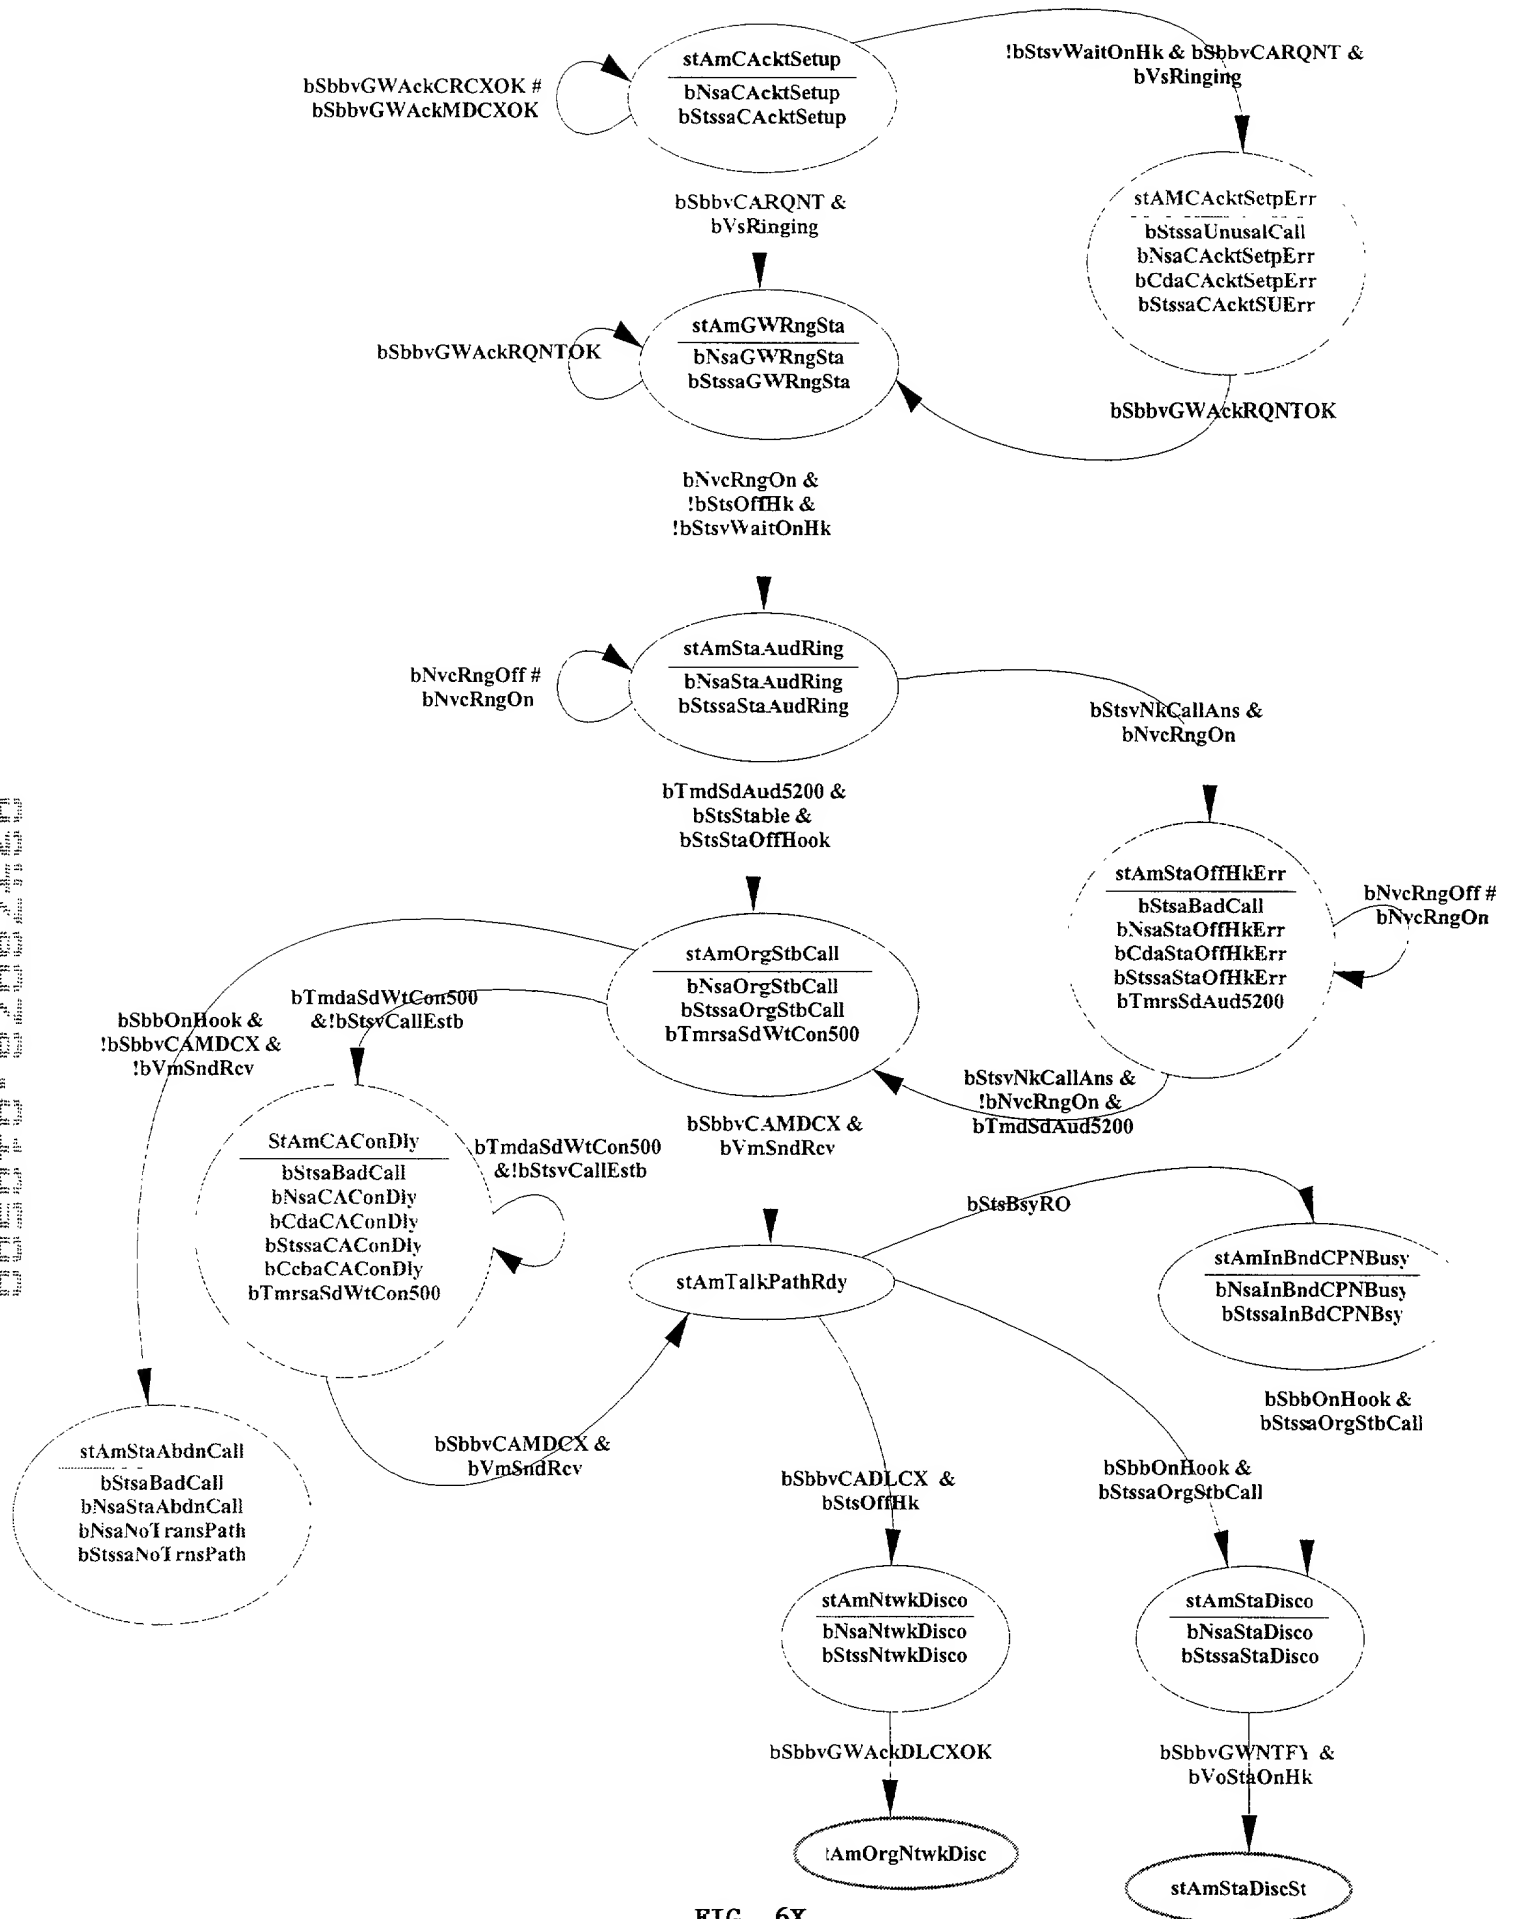 stAmCAcktSetup
bNsaCAcktSetup
bStssaCAcktSetup
bSbbvGWAckCRCXOK #
bSbbvGWAckMDCXOK
!bStsvWaitOnHk & bSbbvCARQNT &
bVsRinging
bSbbvCARQNT &
bVsRinging
stAMCAcktSetpErr
bStssaUnusalCall
bNsaCAcktSetpErr
bCdaCAcktSetpErr
bStssaCAcktSUErr
stAmGWRngSta
bNsaGWRngSta
bStssaGWRngSta
bSbbvGWAckRQNTOK
bSbbvGWAckRQNTOK
bNvcRngOn &
!bStsOffHk &
!bStsvWaitOnHk
stAmStaAudRing
bNsaStaAudRing
bStssaStaAudRing
bNvcRngOff #
bNvcRngOn
bStsvNkCallAns &
bNvcRngOn
bTmdSdAud5200 &
bStsStable &
bStsStaOffHook
stAmStaOffHkErr
bStsaBadCall
bNsaStaOffHkErr
bCdaStaOffHkErr
bStssaStaOfHkErr
bTmrsSdAud5200
bNvcRngOff #
bNvcRngOn
stAmOrgStbCall
bNsaOrgStbCall
bStssaOrgStbCall
bTmrsaSdWtCon500
bTmdaSdWtCon500
&!bStsvCallEstb
bSbbOnHook &
!bSbbvCAMDCX &
!bVmSndRcv
bStsvNkCallAns &
!bNvcRngOn &
bTmdSdAud5200
bSbbvCAMDCX &
bVmSndRcv
StAmCAConDly
bStsaBadCall
bNsaCAConDly
bCdaCAConDly
bStssaCAConDly
bCcbaCAConDly
bTmrsaSdWtCon500
bTmdaSdWtCon500
&!bStsvCallEstb
bStsBsyRO
stAmTalkPathRdy
stAmInBndCPNBusy
bNsaInBndCPNBusy
bStssaInBdCPNBsy
bSbbOnHook &
bStssaOrgStbCall
stAmStaAbdnCall
bStsaBadCall
bNsaStaAbdnCall
bNsaNoTransPath
bStssaNoTrnsPath
bSbbvCAMDCX &
bVmSndRcv
bSbbvCADLCX &
bStsOffHk
bSbbOnHook &
bStssaOrgStbCall
stAmNtwkDisco
bNsaNtwkDisco
bStssNtwkDisco
stAmStaDisco
bNsaStaDisco
bStssaStaDisco
bSbbvGWAckDLCXOK
bSbbvGWNTFY &
bVoStaOnHk
tAmOrgNtwkDisc
stAmStaDiscSt
FIG. 6X